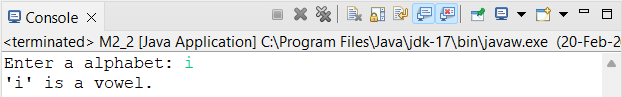 Console
<terminated> M2_2 [Java Application] C:\Program Files\Java\jdk-17\bin\javaw.exe (20-Feb-2
Enter a alphabet: i
'i' is a vowel.